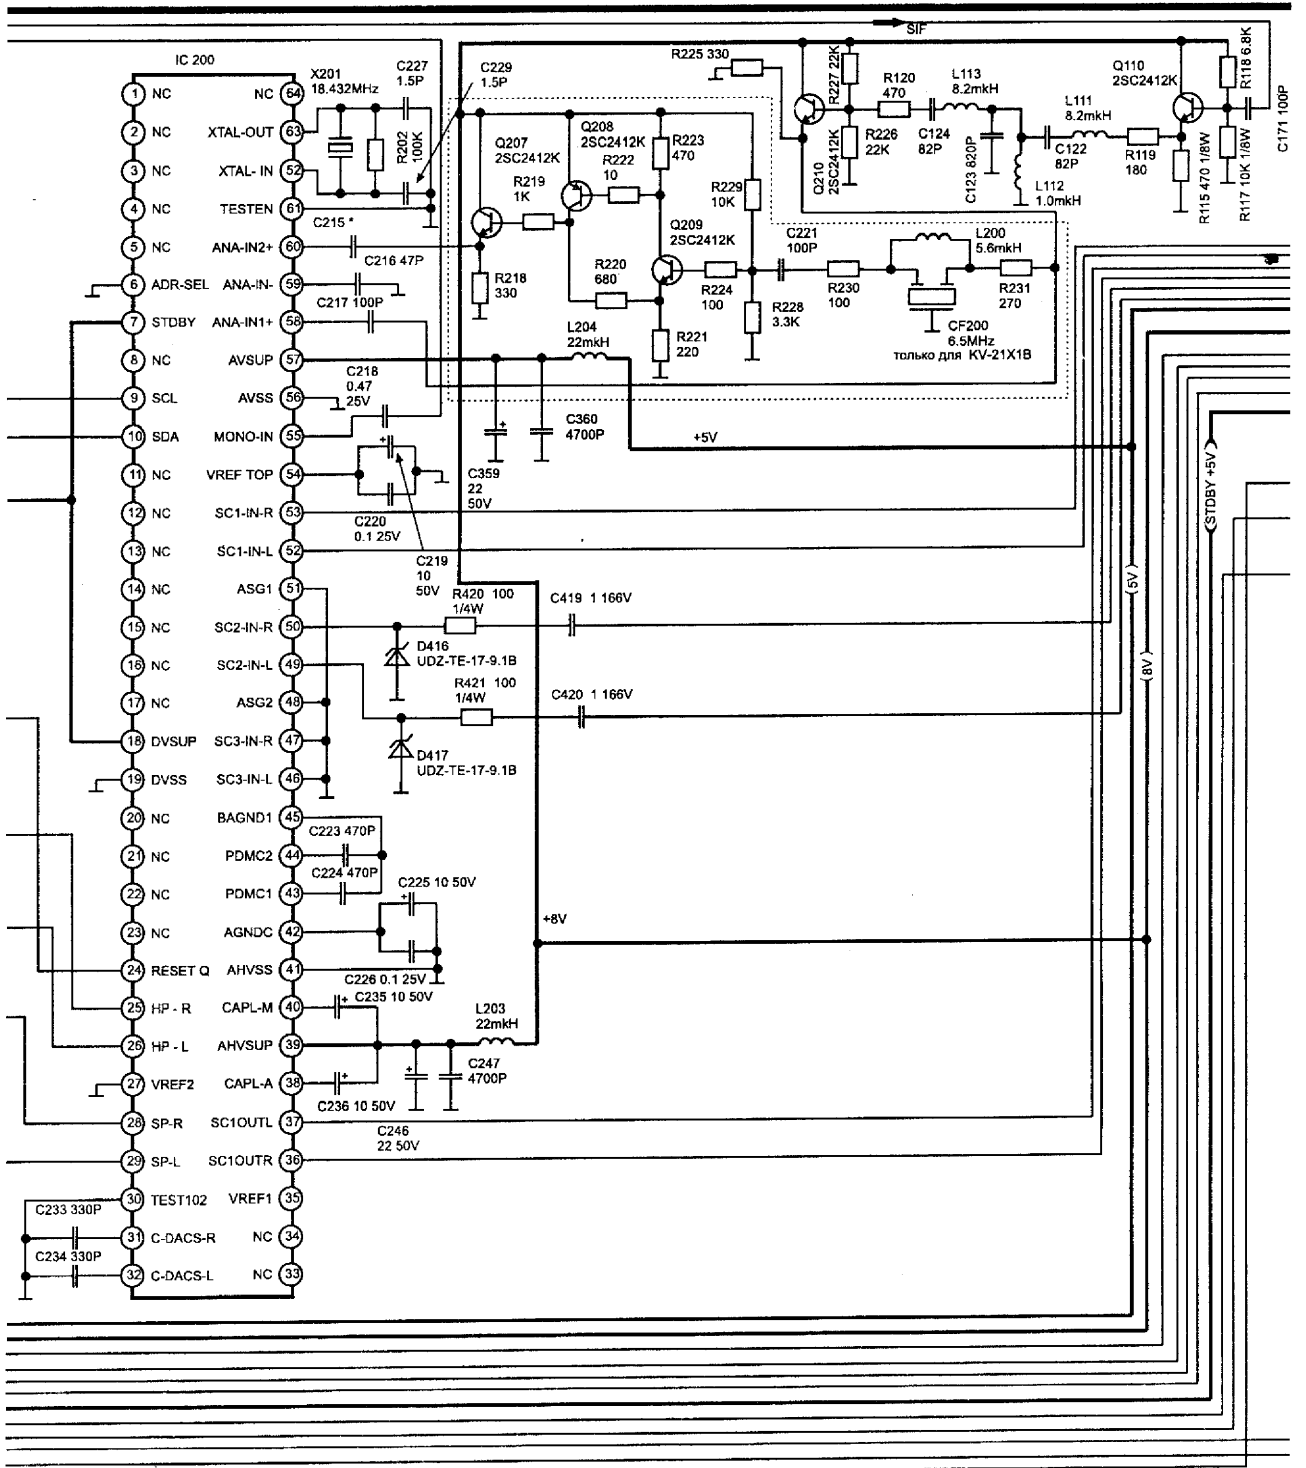 SIF
IC 200
1 NC
2 NC
3 NC
4 NC
5 NC
6 ADR-SEL
7 STDBY
8 NC
9 SCL
10 SDA
11 NC
12 NC
13 NC
14 NC
15 NC
16 NC
17 NC
18 DVSUP
19 DVSS
20 NC
21 NC
22 NC
23 NC
24 RESET Q
25 HP - R
26 HP - L
27 VREF2
28 SP-R
29 SP-L
30 TEST102
31 C-DACS-R
32 C-DACS-L
NC 64
XTAL-OUT 63
XTAL- IN 52
TESTEN 61
ANA-IN2+ 60
ANA-IN- 59
ANA-IN1+ 58
AVSUP 57
AVSS 56
MONO-IN 55
VREF TOP 54
SC1-IN-R 53
SC1-IN-L 52
ASG1 51
SC2-IN-R 50
SC2-IN-L 49
ASG2 48
SC3-IN-R 47
SC3-IN-L 46
BAGND1 45
PDMC2 44
PDMC1 43
AGNDC 42
AHVSS 41
CAPL-M 40
AHVSUP 39
CAPL-A 38
SC1OUTL 37
SC1OUTR 36
VREF1 35
NC 34
NC 33
X201
18.432MHz
C227
1.5P
C229
1.5P
R202
100K
C215 *
C216 47P
C217 100P
C218
0.47
25V
C220
0.1 25V
C219
10
50V
C359
22
50V
C360
4700P
L204
22mkH
+5V
Q207
2SC2412K
Q208
2SC2412K
R219
1K
R222
10
R223
470
R218
330
R220
680
Q209
2SC2412K
R221
220
R224
100
R229
10K
R228
3.3K
C221
100P
R230
100
L200
5.6mkH
R231
270
CF200
6.5MHz
только для KV-21X1B
R225 330
Q210
2SC2412K
R227 22K
R226
22K
R120
470
C124
82P
L113
8.2mkH
C123 820P
L112
1.0mkH
C122
82P
L111
8.2mkH
R119
180
Q110
2SC2412K
R115 470 1/8W
R117 10K 1/8W
R118 6.8K
C171 100P
R420 100
1/4W
C419 1 166V
D416
UDZ-TE-17-9.1B
R421 100
1/4W
C420 1 166V
D417
UDZ-TE-17-9.1B
C223 470P
C224 470P
C225 10 50V
C226 0.1 25V
C235 10 50V
C236 10 50V
L203
22mkH
C247
4700P
C246
22 50V
+8V
(5V)
(8V)
(STDBY +5V)
C233 330P
C234 330P